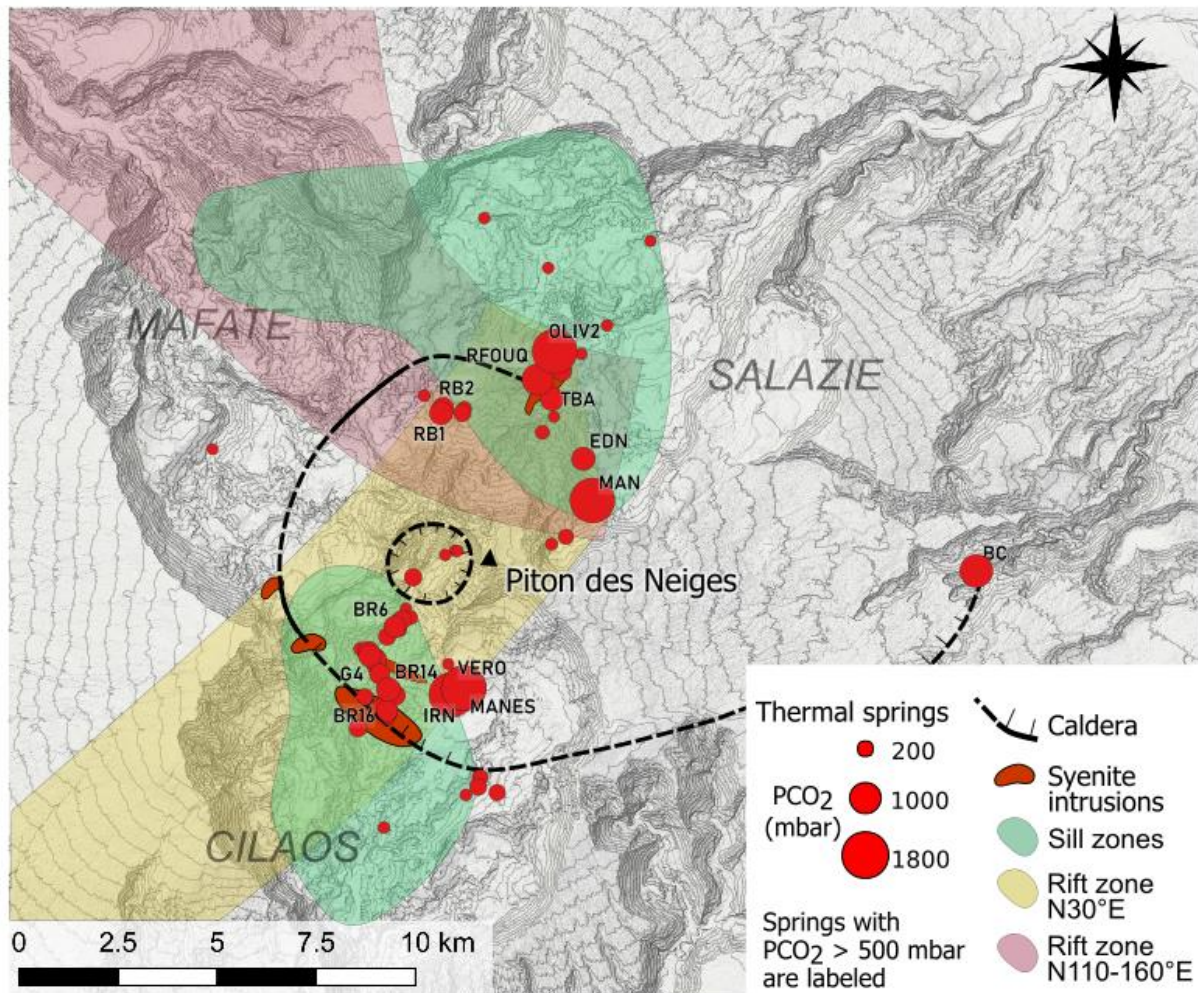 MAFATE
OLIV2
RFOUQ
SALAZIE
RB2
TBA
RB1
EDN
MAN
BC
Piton des Neiges
BR6
G4
BR14
VERO
BR16
IRN
MANES
CILAOS
0 2.5 5 7.5 10 km
Thermal springs
200
PCO2
(mbar)
1000
1800
Springs with
PCO2 > 500 mbar
are labeled
Caldera
Syenite
intrusions
Sill zones
Rift zone
N30°E
Rift zone
N110-160°E